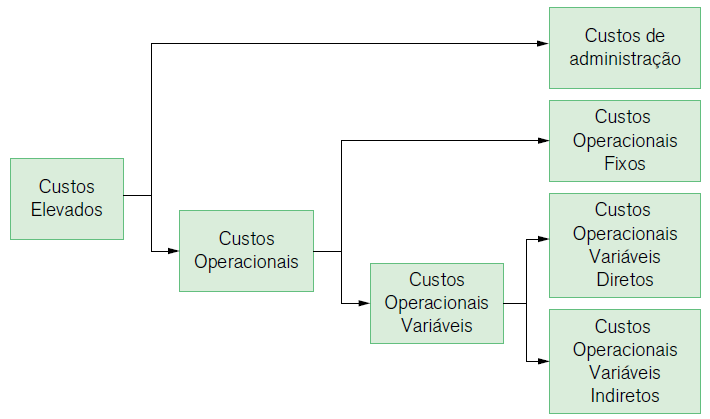 Custos de
administração
Custos
Operacionais
Fixos
Custos
Elevados
Custos
Operacionais
Custos
Operacionais
Variáveis
Diretos
Custos
Operacionais
Variáveis
Custos
Operacionais
Variáveis
Indiretos